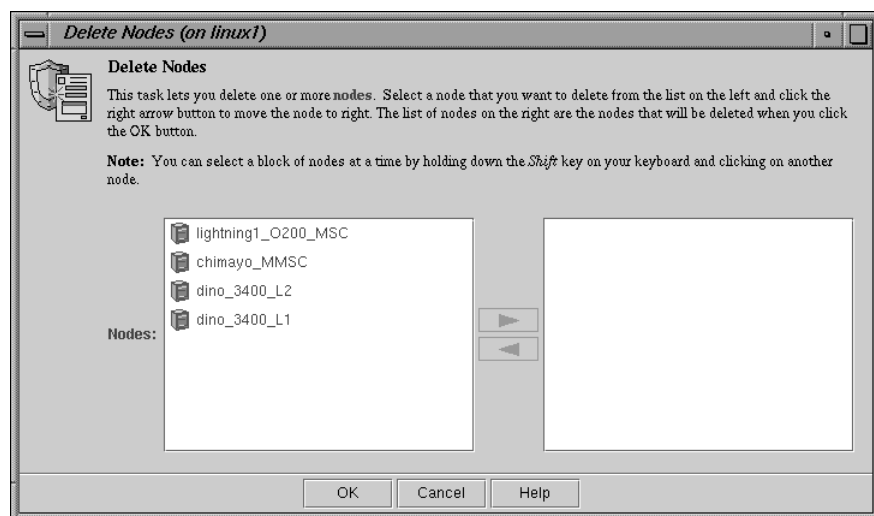 Delete Nodes (on linux1)
Delete Nodes
This task lets you delete one or more nodes. Select a node that you want to delete from the list on the left and click the
right arrow button to move the node to right. The list of nodes on the right are the nodes that will be deleted when you click
the OK button.
Note: You can select a block of nodes at a time by holding down the Shift key on your keyboard and clicking on another
node.
lightning1_O200_MSC
chimayo_MMSC
dino_3400_L2
dino_3400_L1
Nodes:
OK Cancel Help